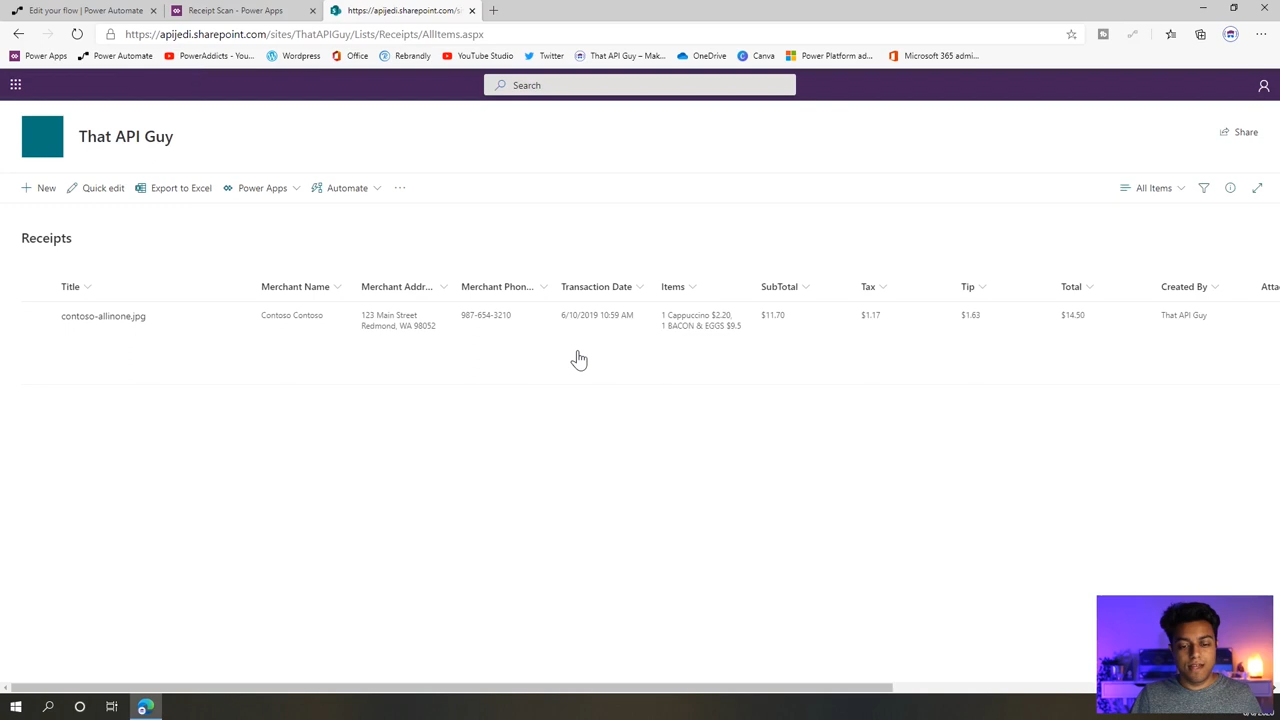 Edit your flow | Power Automate
Receipt Scan - Power Apps
https://apijedi.sharepoint.com/s
https://apijedi.sharepoint.com/sites/ThatAPIGuy/Lists/Receipts/AllItems.aspx
Power Apps
Power Automate
PowerAddicts - You...
Wordpress
Office
Rebrandly
YouTube Studio
Twitter
That API Guy – Mak...
OneDrive
Canva
Power Platform ad...
Microsoft 365 admi...
Search
That API Guy
Share
New
Quick edit
Export to Excel
Power Apps
Automate
All Items
Receipts
Title
Merchant Name
Merchant Addr...
Merchant Phon...
Transaction Date
Items
SubTotal
Tax
Tip
Total
Created By
Atta
contoso-allinone.jpg
Contoso Contoso
123 Main Street
Redmond, WA 98052
987-654-3210
6/10/2019 10:59 AM
1 Cappuccino $2.20,
1 BACON & EGGS $9.5
$11.70
$1.17
$1.63
$14.50
That API Guy